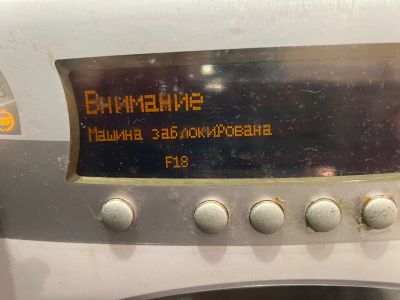 Внимание
Машина заблокирована
F18